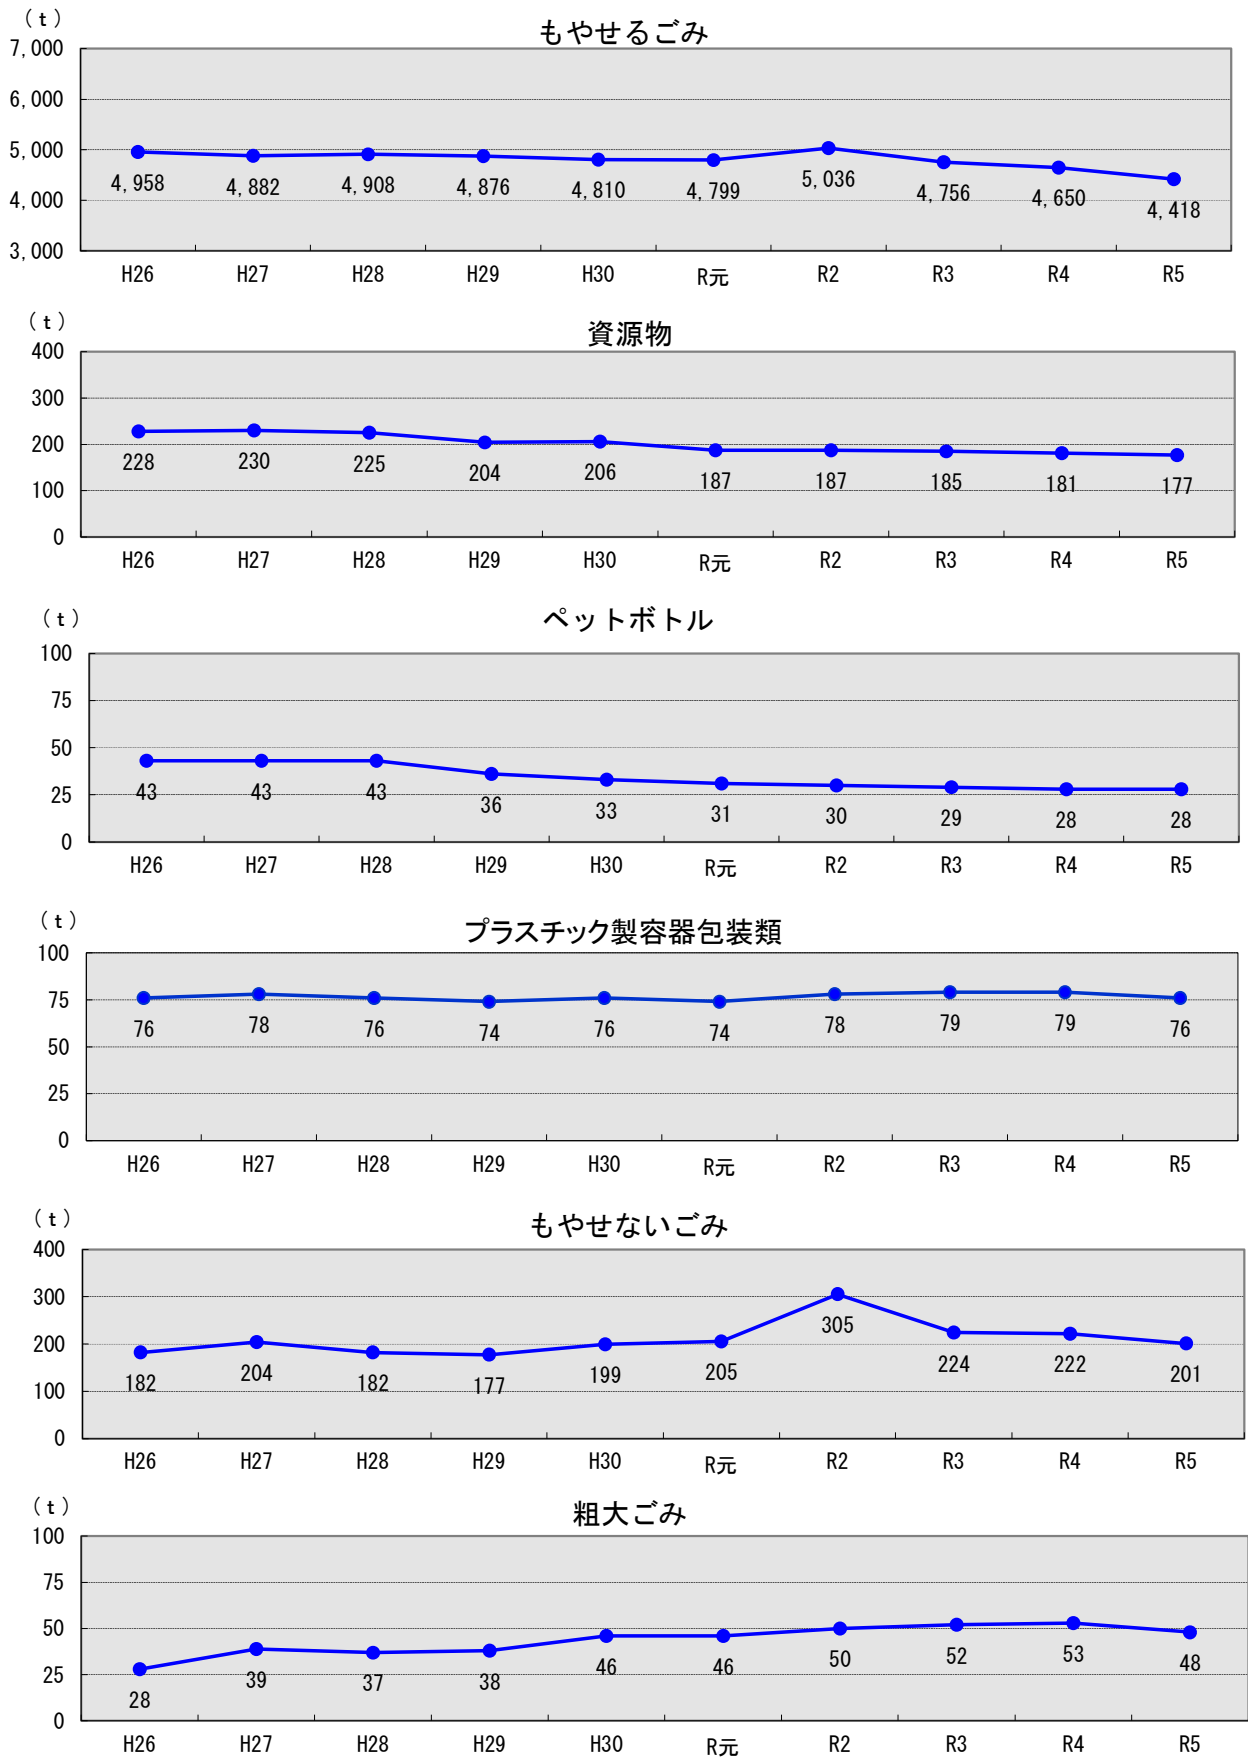 (t)
もやせるごみ
7,000
6,000
5,000
4,000
3,000
4,958 4,882 4,908 4,876 4,810 4,799 5,036 4,756 4,650 4,418
H26 H27 H28 H29 H30 R元 R2 R3 R4 R5
(t)
資源物
400
300
200
100
0
228 230 225 204 206 187 187 185 181 177
H26 H27 H28 H29 H30 R元 R2 R3 R4 R5
(t)
ペットボトル
100
75
50
25
0
43 43 43 36 33 31 30 29 28 28
H26 H27 H28 H29 H30 R元 R2 R3 R4 R5
(t)
プラスチック製容器包装類
100
75
50
25
0
76 78 76 74 76 74 78 79 79 76
H26 H27 H28 H29 H30 R元 R2 R3 R4 R5
(t)
もやせないごみ
400
300
200
100
0
182 204 182 177 199 205 305 224 222 201
H26 H27 H28 H29 H30 R元 R2 R3 R4 R5
(t)
粗大ごみ
100
75
50
25
0
28 39 37 38 46 46 50 52 53 48
H26 H27 H28 H29 H30 R元 R2 R3 R4 R5